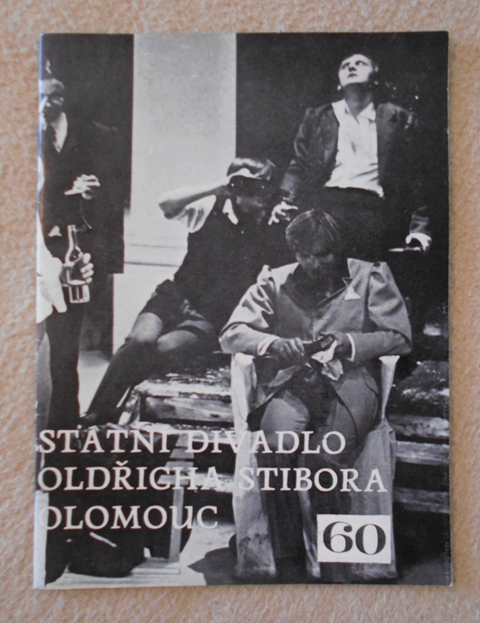 STÁTNÍ DIVADLO
OLDŘICHA STIBORA
OLOMOUC
60